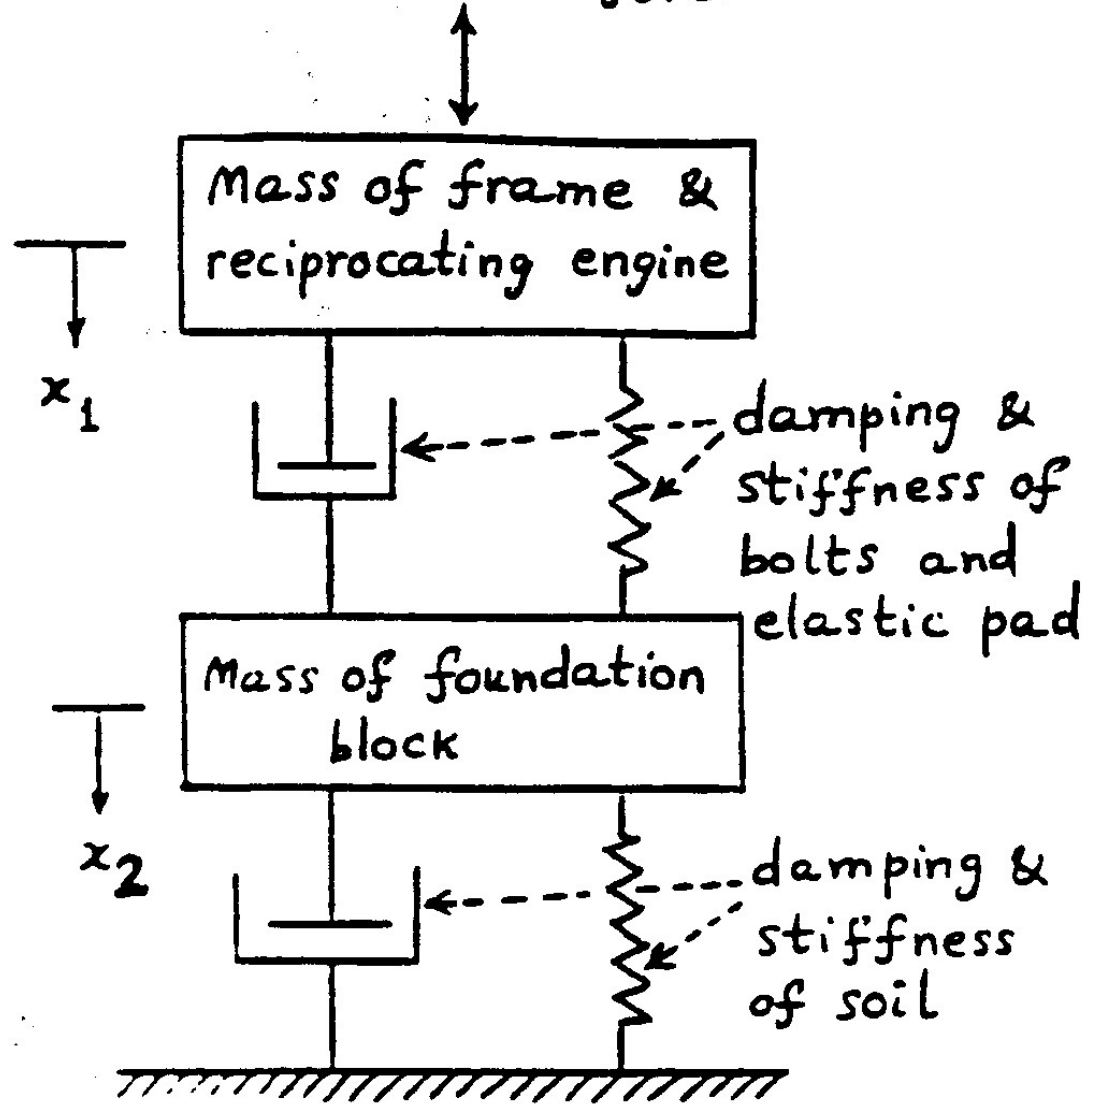 Mass of frame &
reciprocating engine
x1
damping &
stiffness of
bolts and
elastic pad
Mass of foundation
block
x2
damping &
stiffness
of soil